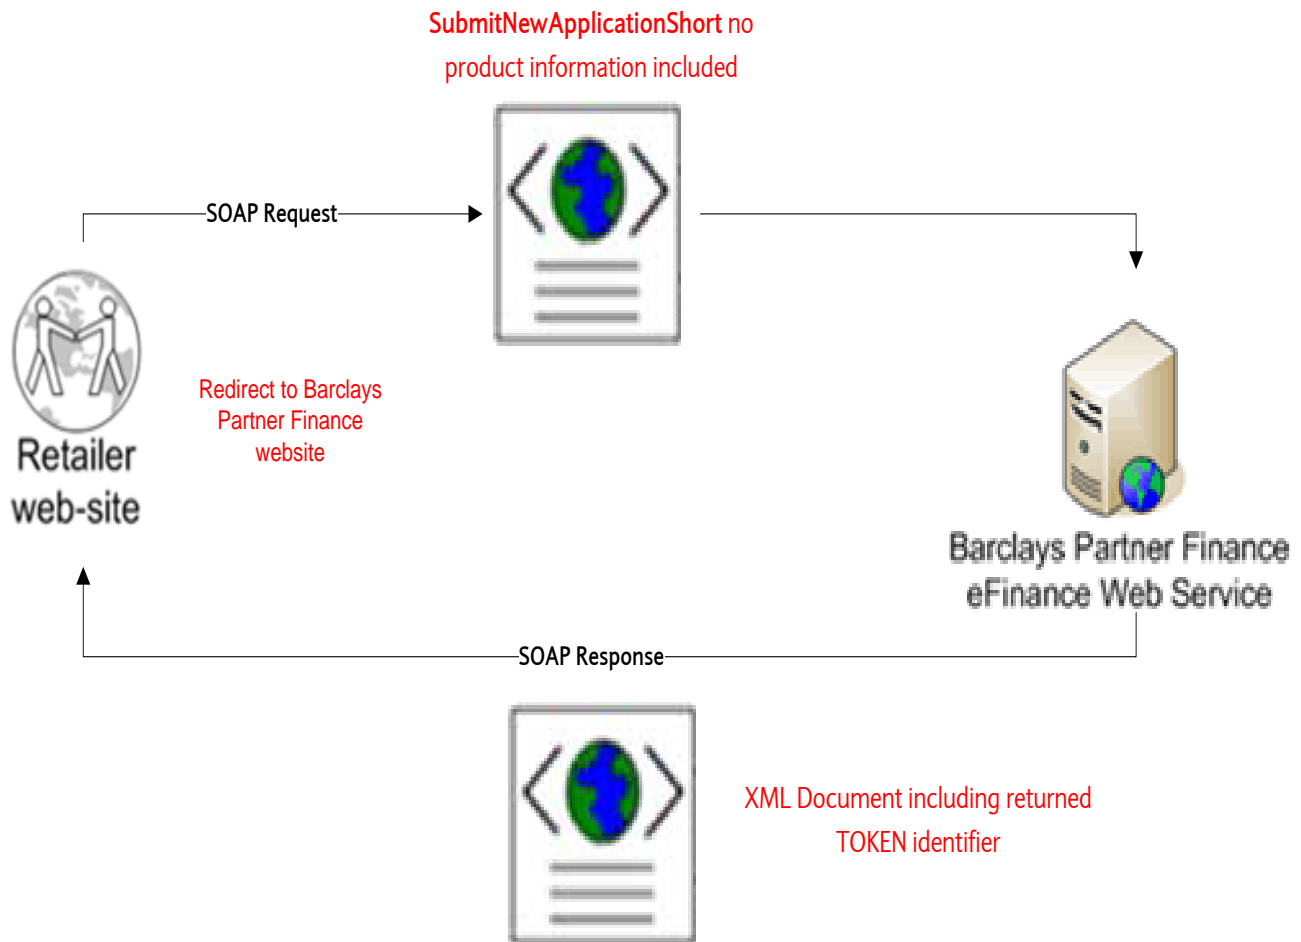 SubmitNewApplicationShort no
product information included
SOAP Request
Redirect to Barclays
Partner Finance
website
Retailer
web-site
Barclays Partner Finance
eFinance Web Service
SOAP Response
XML Document including returned
TOKEN identifier